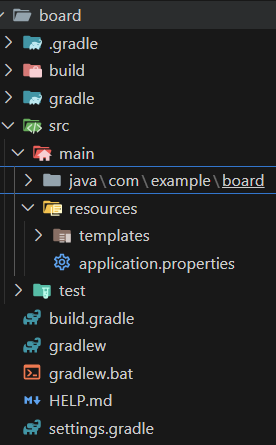 board
.gradle
build
gradle
src
main
java\com\example\board
resources
templates
application.properties
test
build.gradle
gradlew
gradlew.bat
HELP.md
settings.gradle